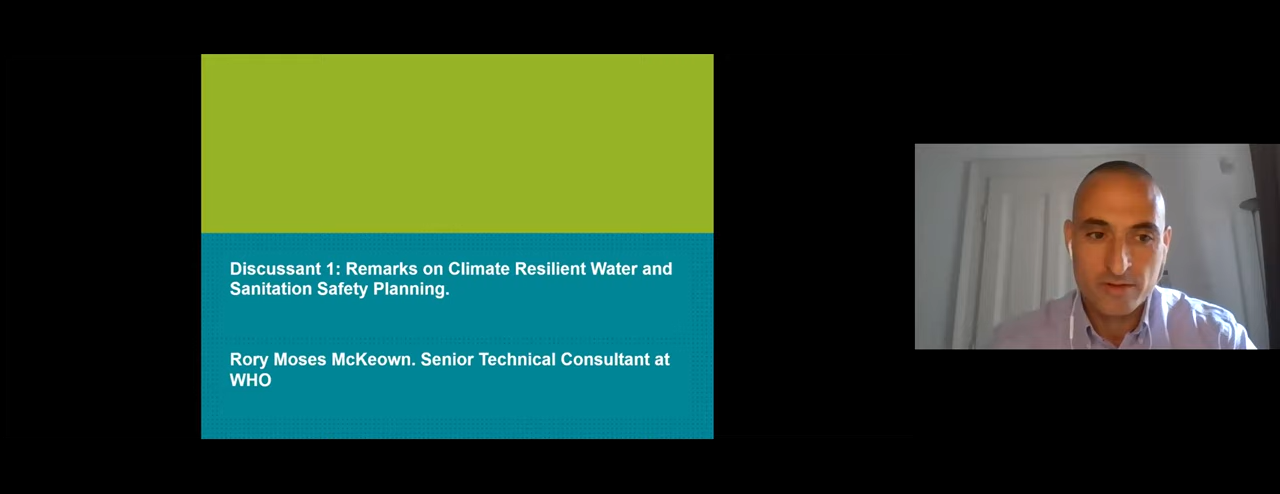 Discussant 1: Remarks on Climate Resilient Water and
Sanitation Safety Planning.
Rory Moses McKeown. Senior Technical Consultant at
WHO